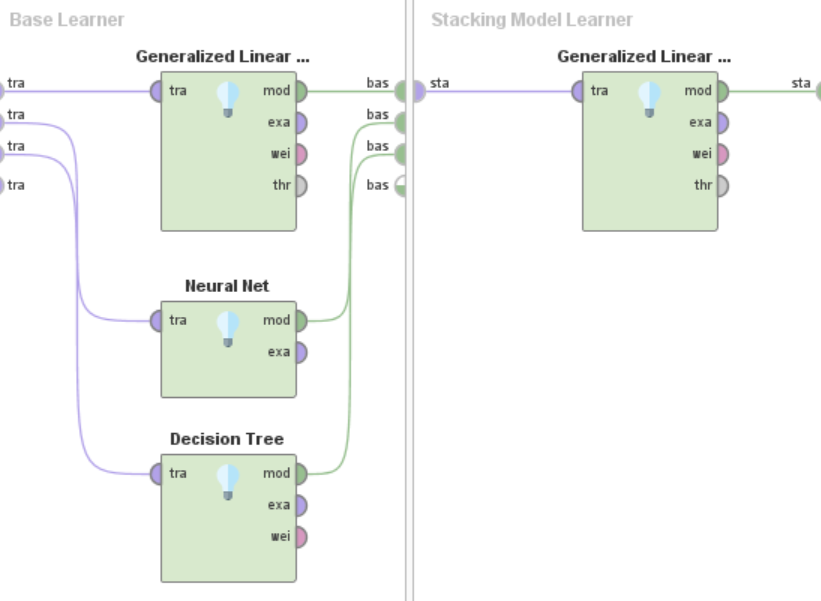 Base Learner
Generalized Linear ...
tra
tra
tra
tra
tra
mod
exa
wei
thr
bas
bas
bas
bas
Neural Net
tra
mod
exa
Decision Tree
tra
mod
exa
wei
Stacking Model Learner
Generalized Linear ...
sta
tra
mod
exa
wei
thr
sta